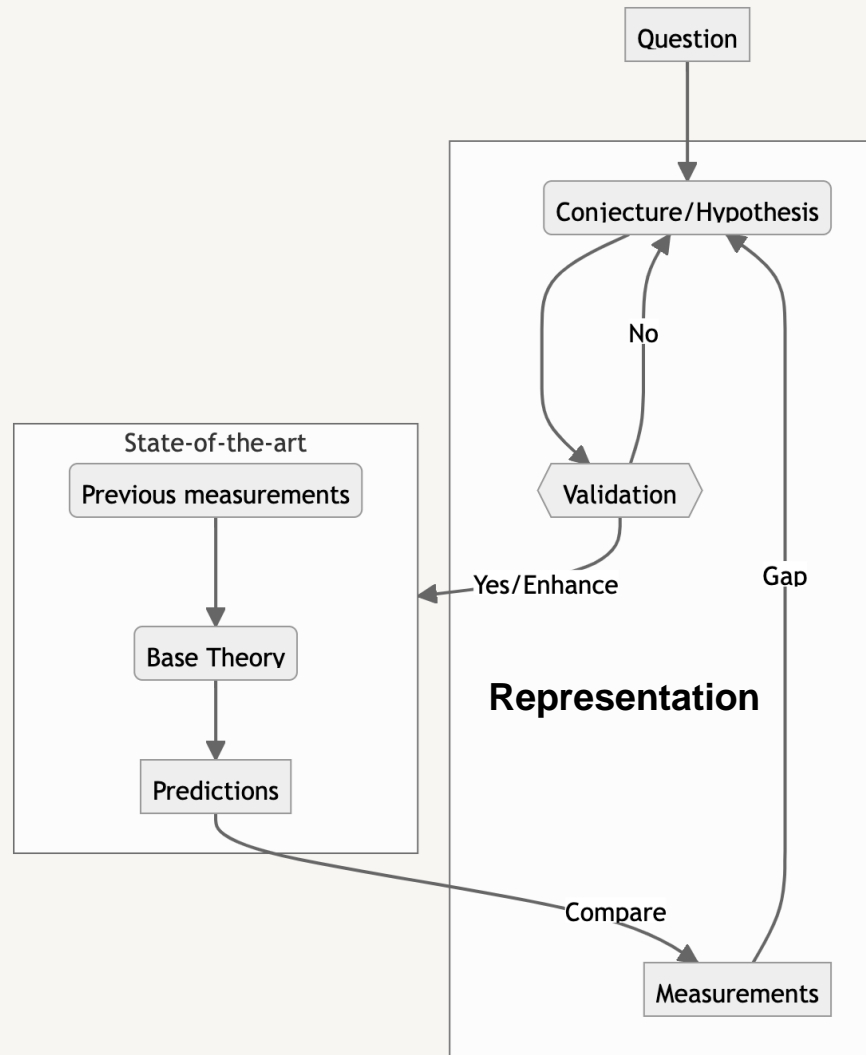 Question
Conjecture/Hypothesis
No
State-of-the-art
Previous measurements
Validation
Yes/Enhance
Gap
Base Theory
Representation
Predictions
Compare
Measurements